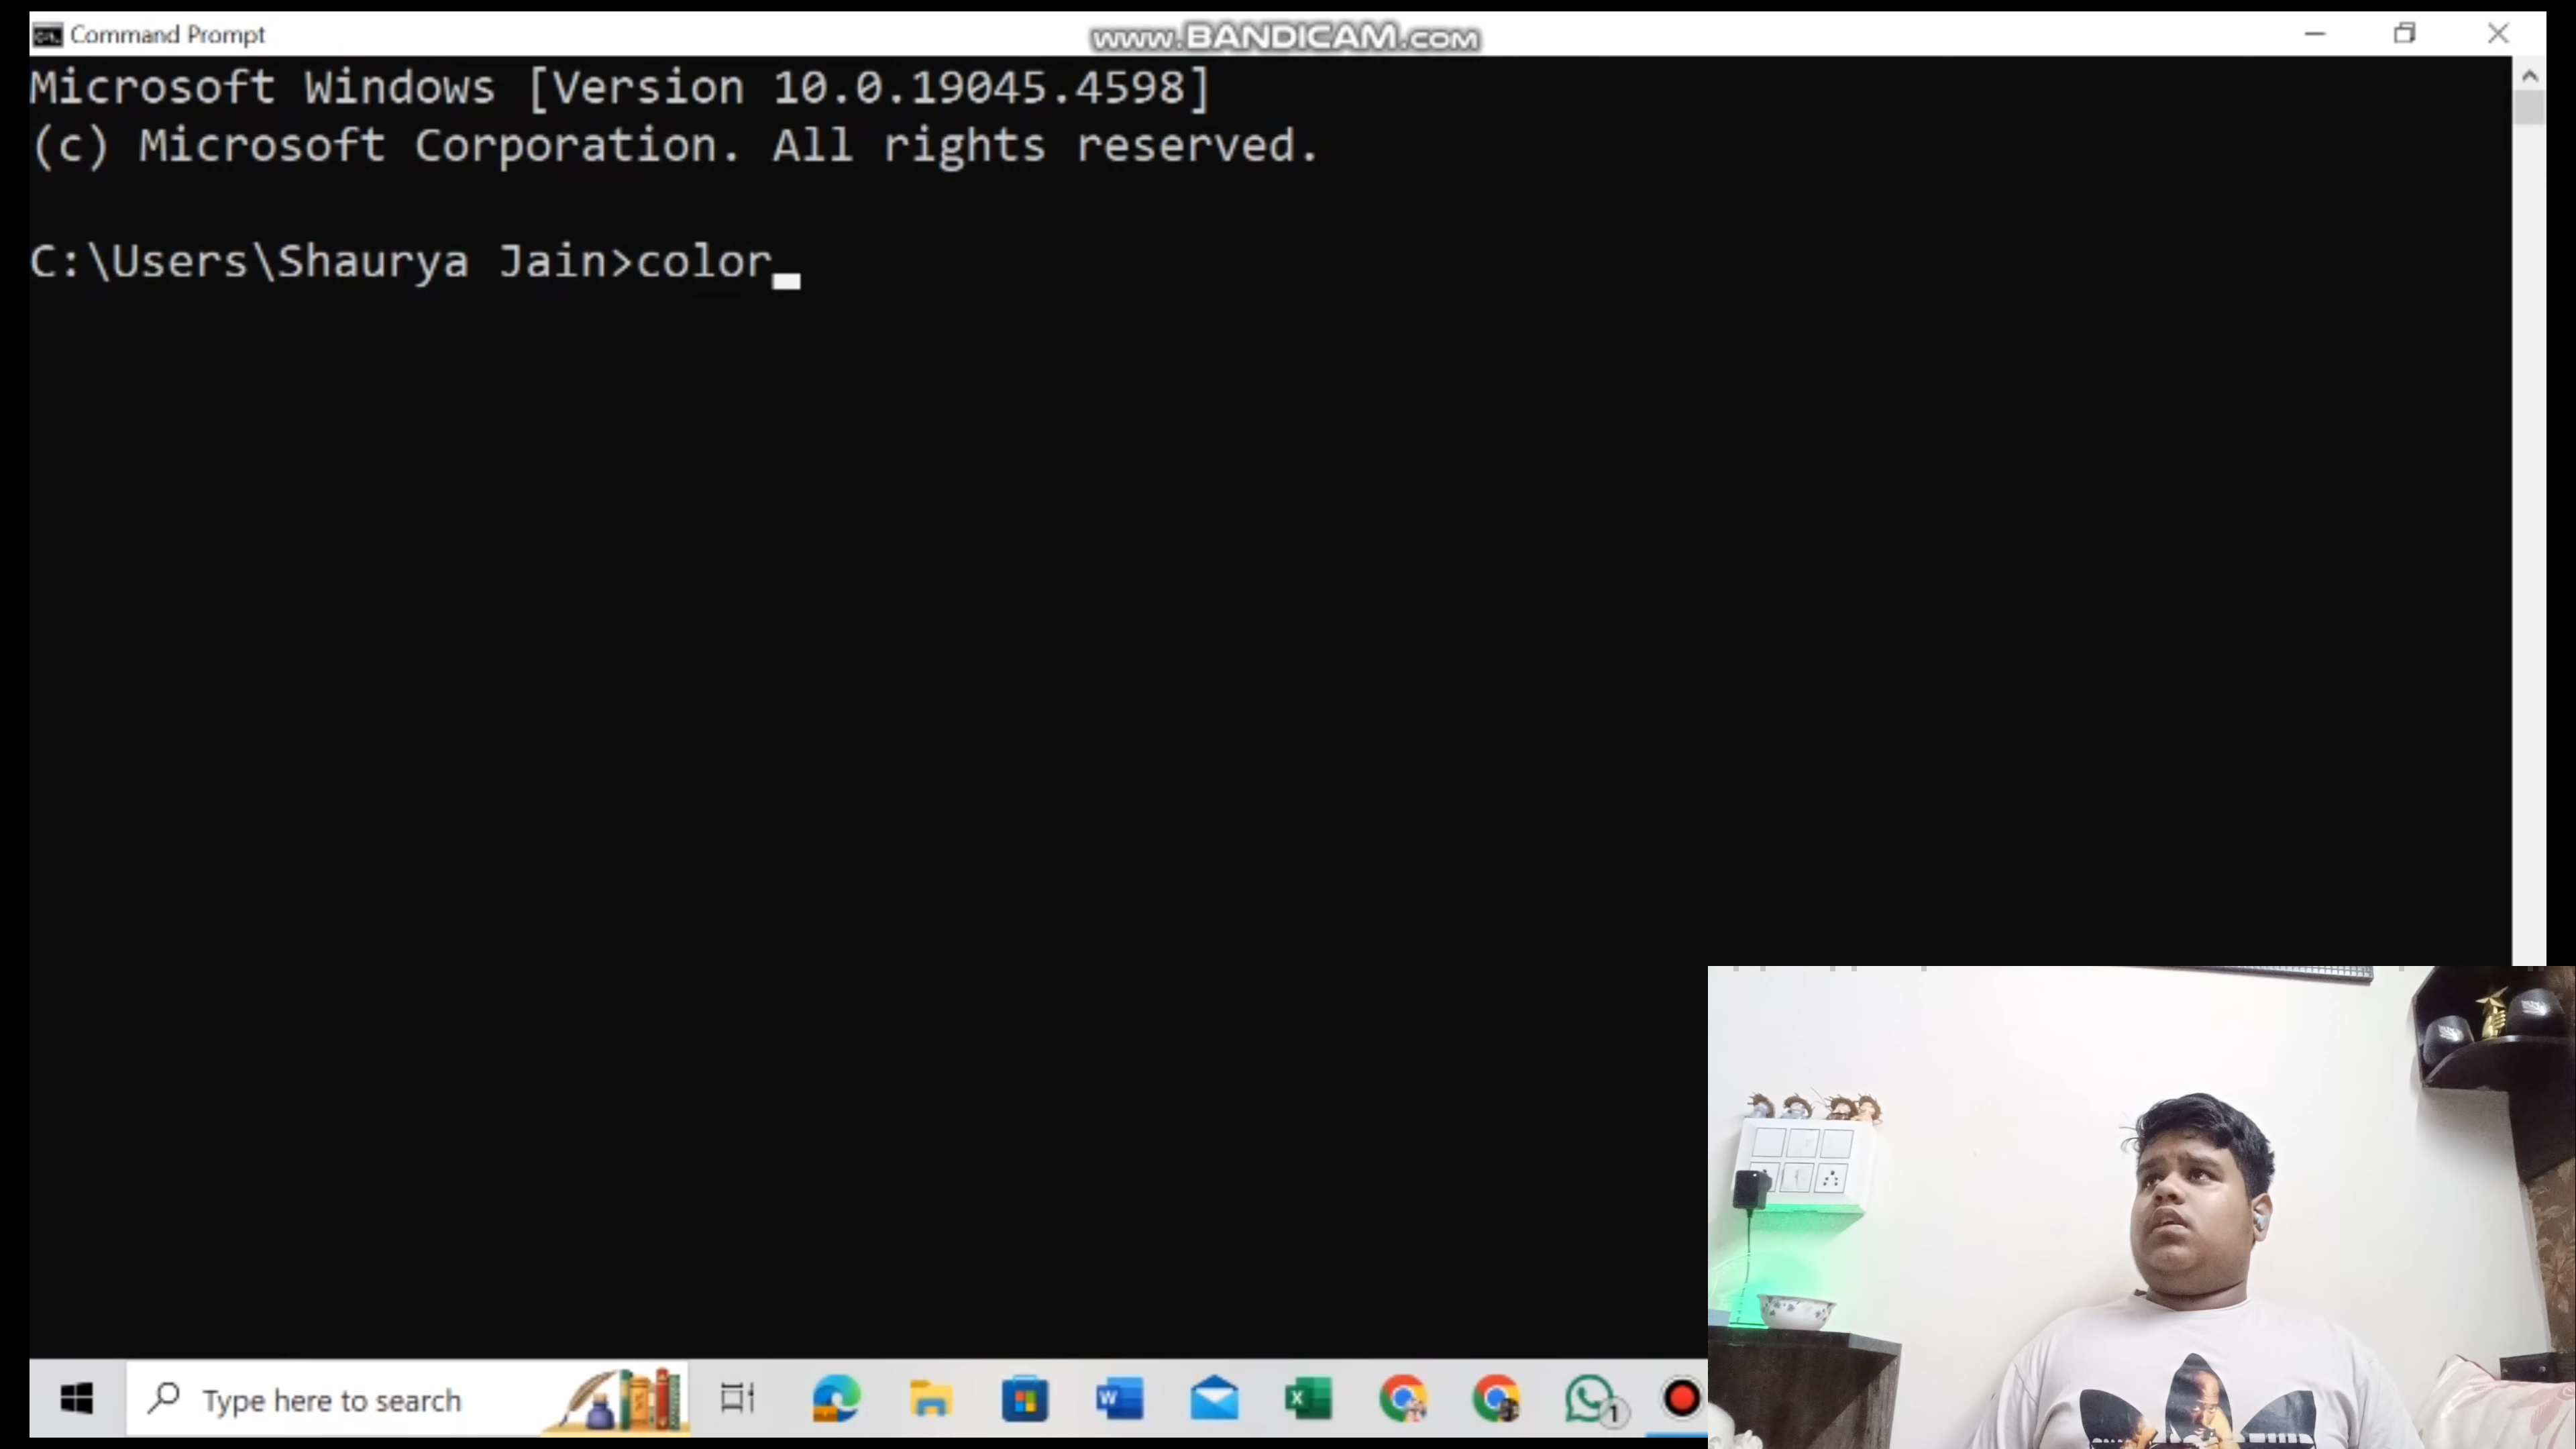 Command Prompt
www.BANDICAM.com
Microsoft Windows [Version 10.0.19045.4598]
(c) Microsoft Corporation. All rights reserved.
C:\Users\Shaurya Jain>color
Type here to search
1